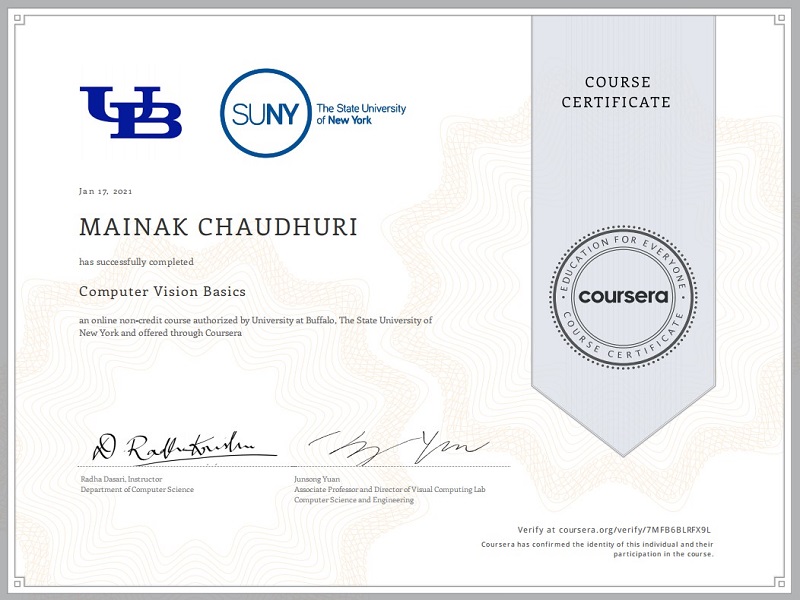 UB
SUNY
The State University
of New York
COURSE
CERTIFICATE
Jan 17, 2021
MAINAK CHAUDHURI
has successfully completed
Computer Vision Basics
an online non-credit course authorized by University at Buffalo, The State University of
New York and offered through Coursera
EDUCATION FOR EVERYONE
coursera
COURSE CERTIFICATE
Radha Dasari, Instructor
Department of Computer Science
Junsong Yuan
Associate Professor and Director of Visual Computing Lab
Computer Science and Engineering
Verify at coursera.org/verify/7MFB6BLRFX9L
Coursera has confirmed the identity of this individual and their
participation in the course.